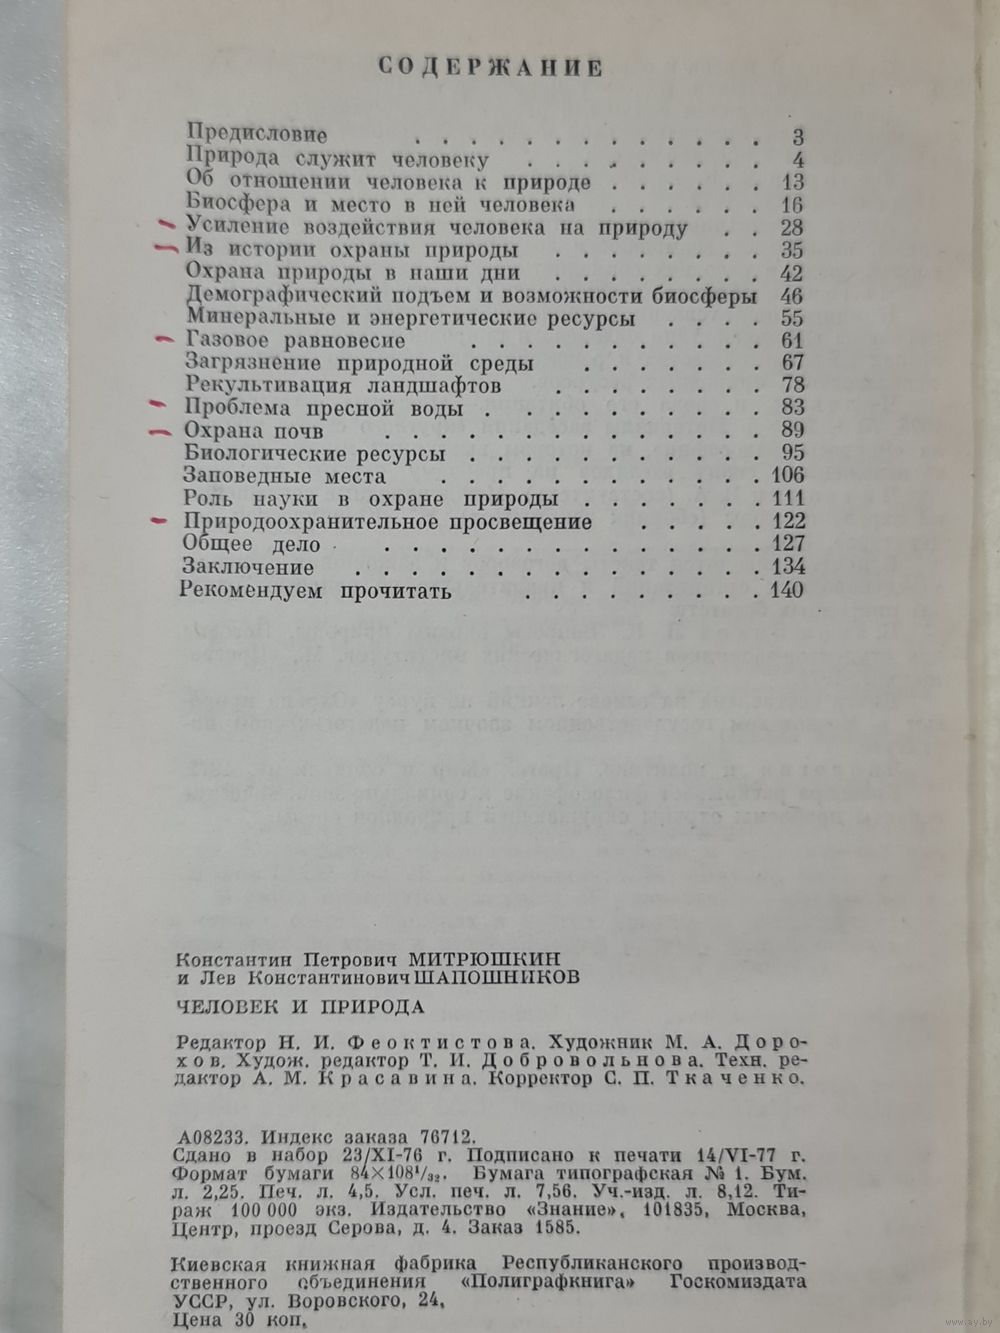 СОДЕРЖАНИЕ
Предисловие . . . . . . . . . . . . . 3
Природа служит человеку . . . . . . . . . 4
Об отношении человека к природе . . . . . . 13
Биосфера и место в ней человека . . . . . . 16
Усиление воздействия человека на природу . . 28
Из истории охраны природы . . . . . . . . 35
Охрана природы в наши дни . . . . . . . . 42
Демографический подъем и возможности биосферы 46
Минеральные и энергетические ресурсы . . . . 55
Газовое равновесие . . . . . . . . . . . 61
Загрязнение природной среды . . . . . . . 67
Рекультивация ландшафтов . . . . . . . . 78
Проблема пресной воды . . . . . . . . . . 83
Охрана почв . . . . . . . . . . . . . . 89
Биологические ресурсы . . . . . . . . . . . 95
Заповедные места . . . . . . . . . . . . 106
Роль науки в охране природы . . . . . . . 111
Природоохранительное просвещение . . . . . 122
Общее дело . . . . . . . . . . . . . . 127
Заключение . . . . . . . . . . . . . . . 134
Рекомендуем прочитать . . . . . . . . . 140
Константин Петрович МИТРЮШКИН
и Лев Константинович ШАПОШНИКОВ
ЧЕЛОВЕК И ПРИРОДА
Редактор Н. И. Феоктистова. Художник М. А. Доро-
хов. Худож. редактор Т. И. Добровольнова. Техн. ре-
дактор А. М. Красавина. Корректор С. П. Ткаченко.
А08233. Индекс заказа 76712.
Сдано в набор 23/XI-76 г. Подписано к печати 14/VI-77 г.
Формат бумаги 84×108¹/₃₂. Бумага типографская № 1. Бум.
л. 2,25. Печ. л. 4,5. Усл. печ. л. 7,56. Уч.-изд. л. 8,12. Ти-
раж 100 000 экз. Издательство «Знание», 101835, Москва,
Центр, проезд Серова, д. 4. Заказ 1585.
Киевская книжная фабрика Республиканского производ-
ственного объединения «Полиграфкнига» Госкомиздата
УССР, ул. Воровского, 24.
Цена 30 коп.
www.ay.by